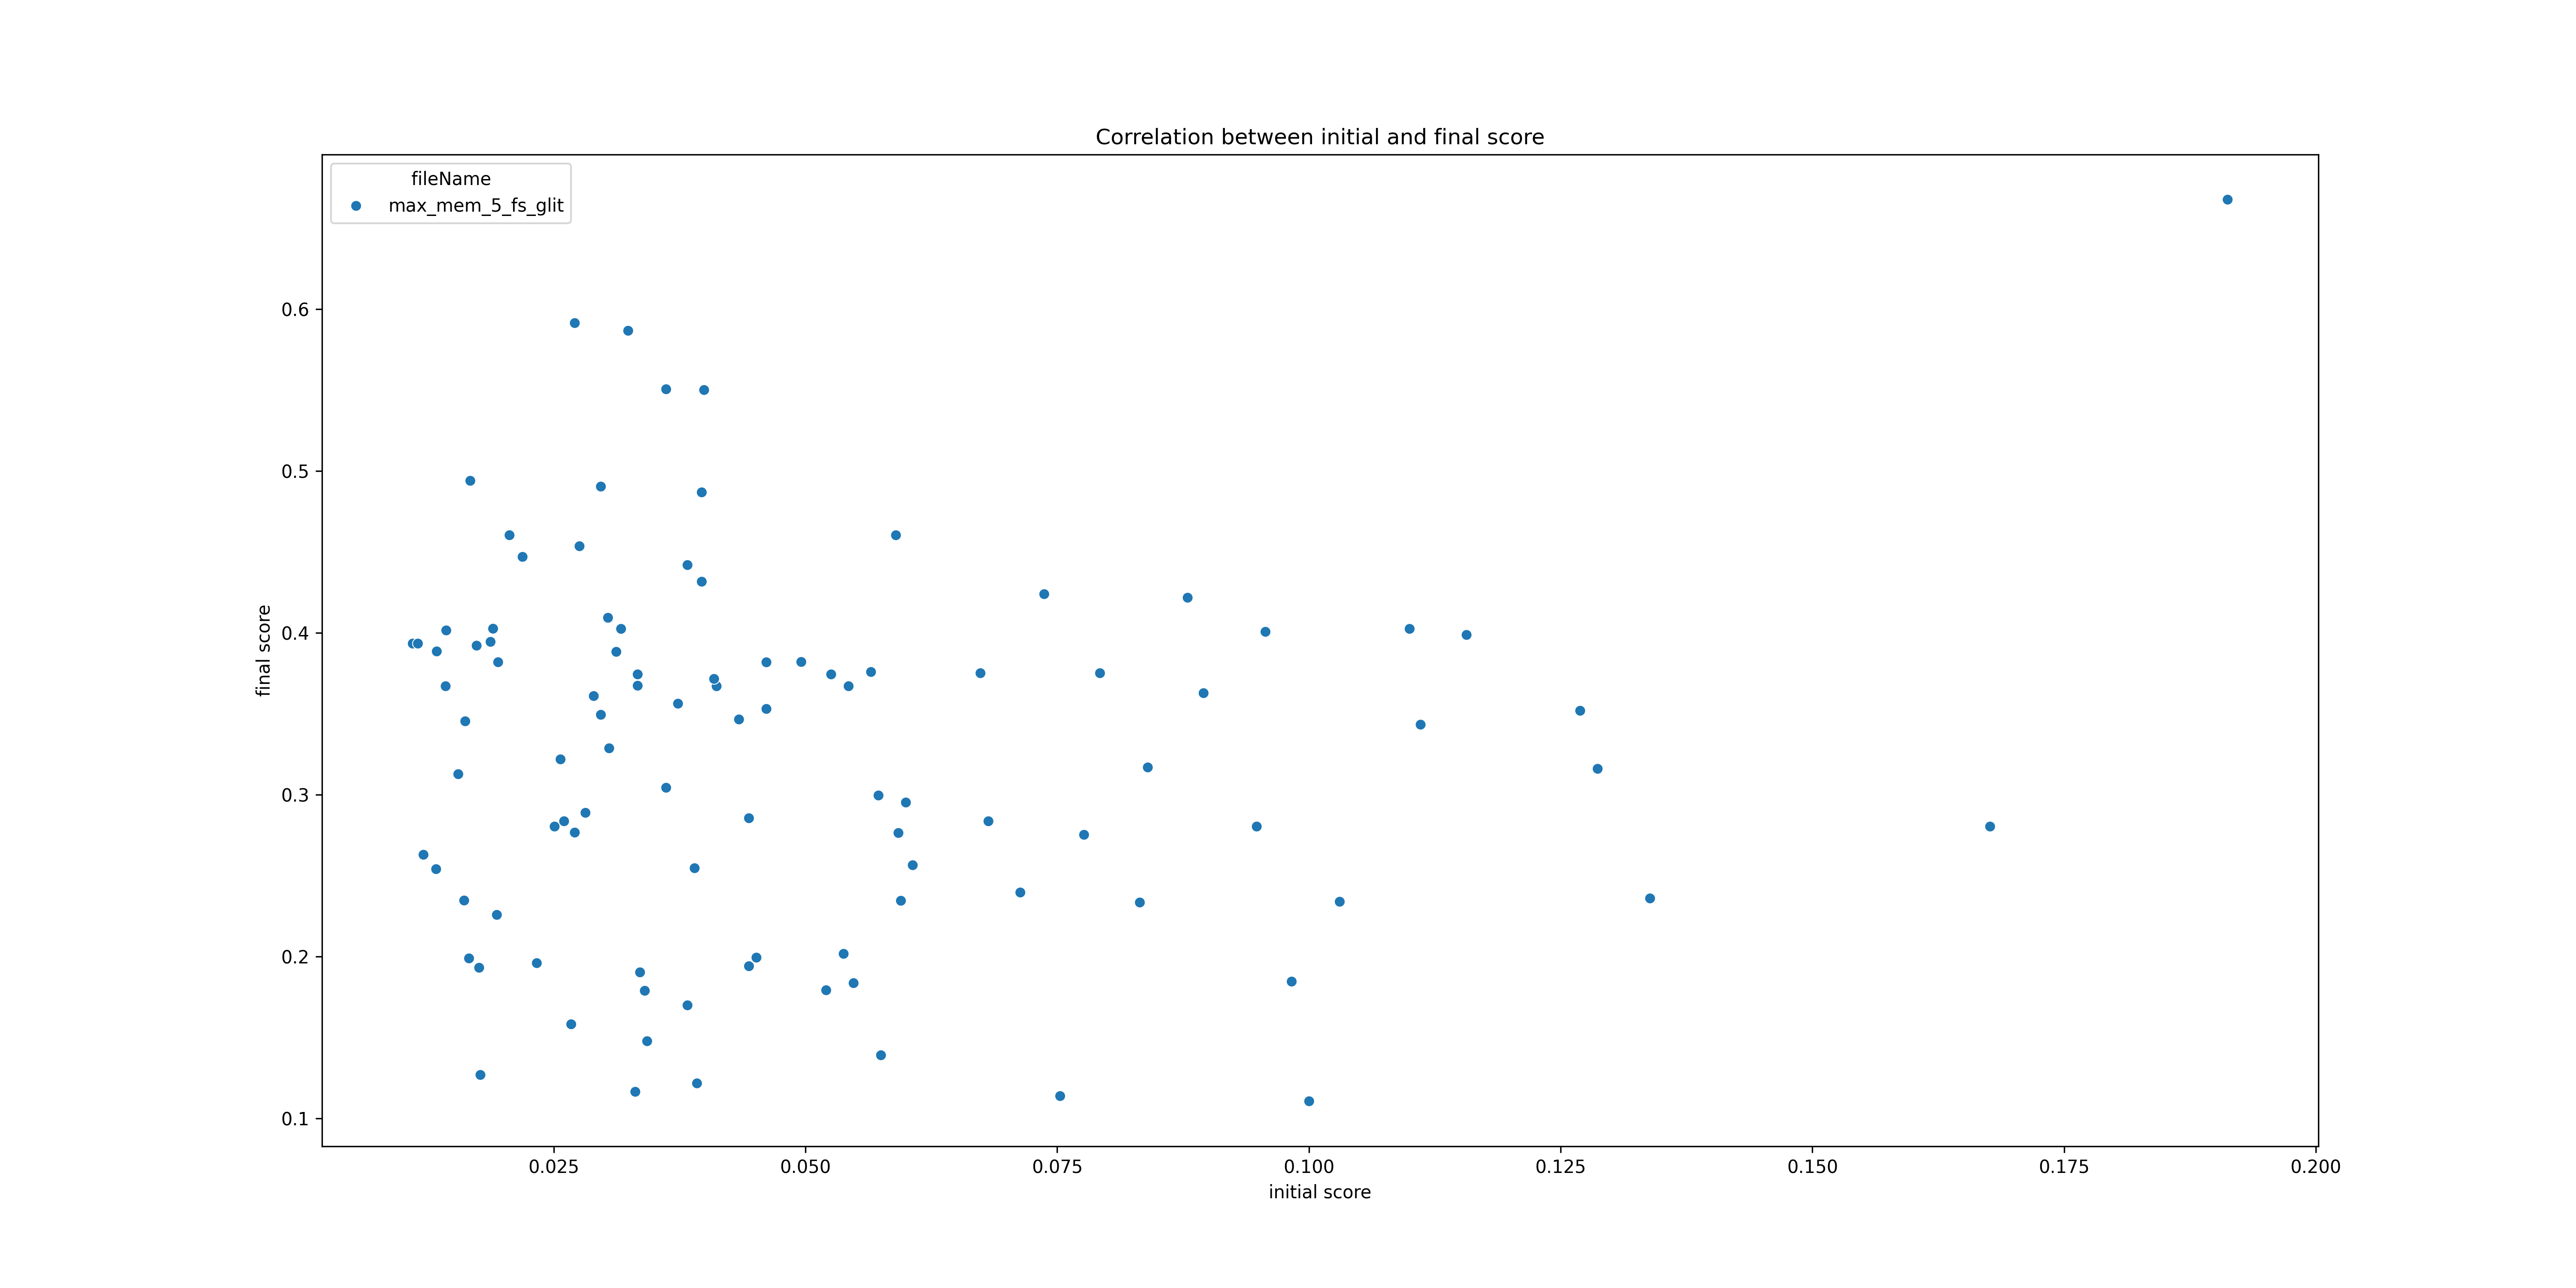 Correlation between initial and final score
fileName
max_mem_5_fs_glit
0.6
0.5
0.4
0.3
0.2
0.1
final score
0.025 0.050 0.075 0.100 0.125 0.150 0.175 0.200
initial score